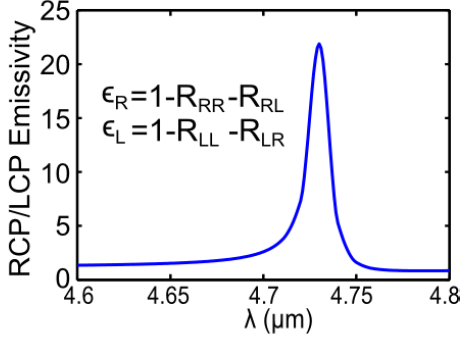 RCP/LCP Emissivity
25
20
15
10
5
0
ϵR=1-RRR-RRL
ϵL=1-RLL -RLR
4.6 4.65 4.7 4.75 4.8
λ (μm)